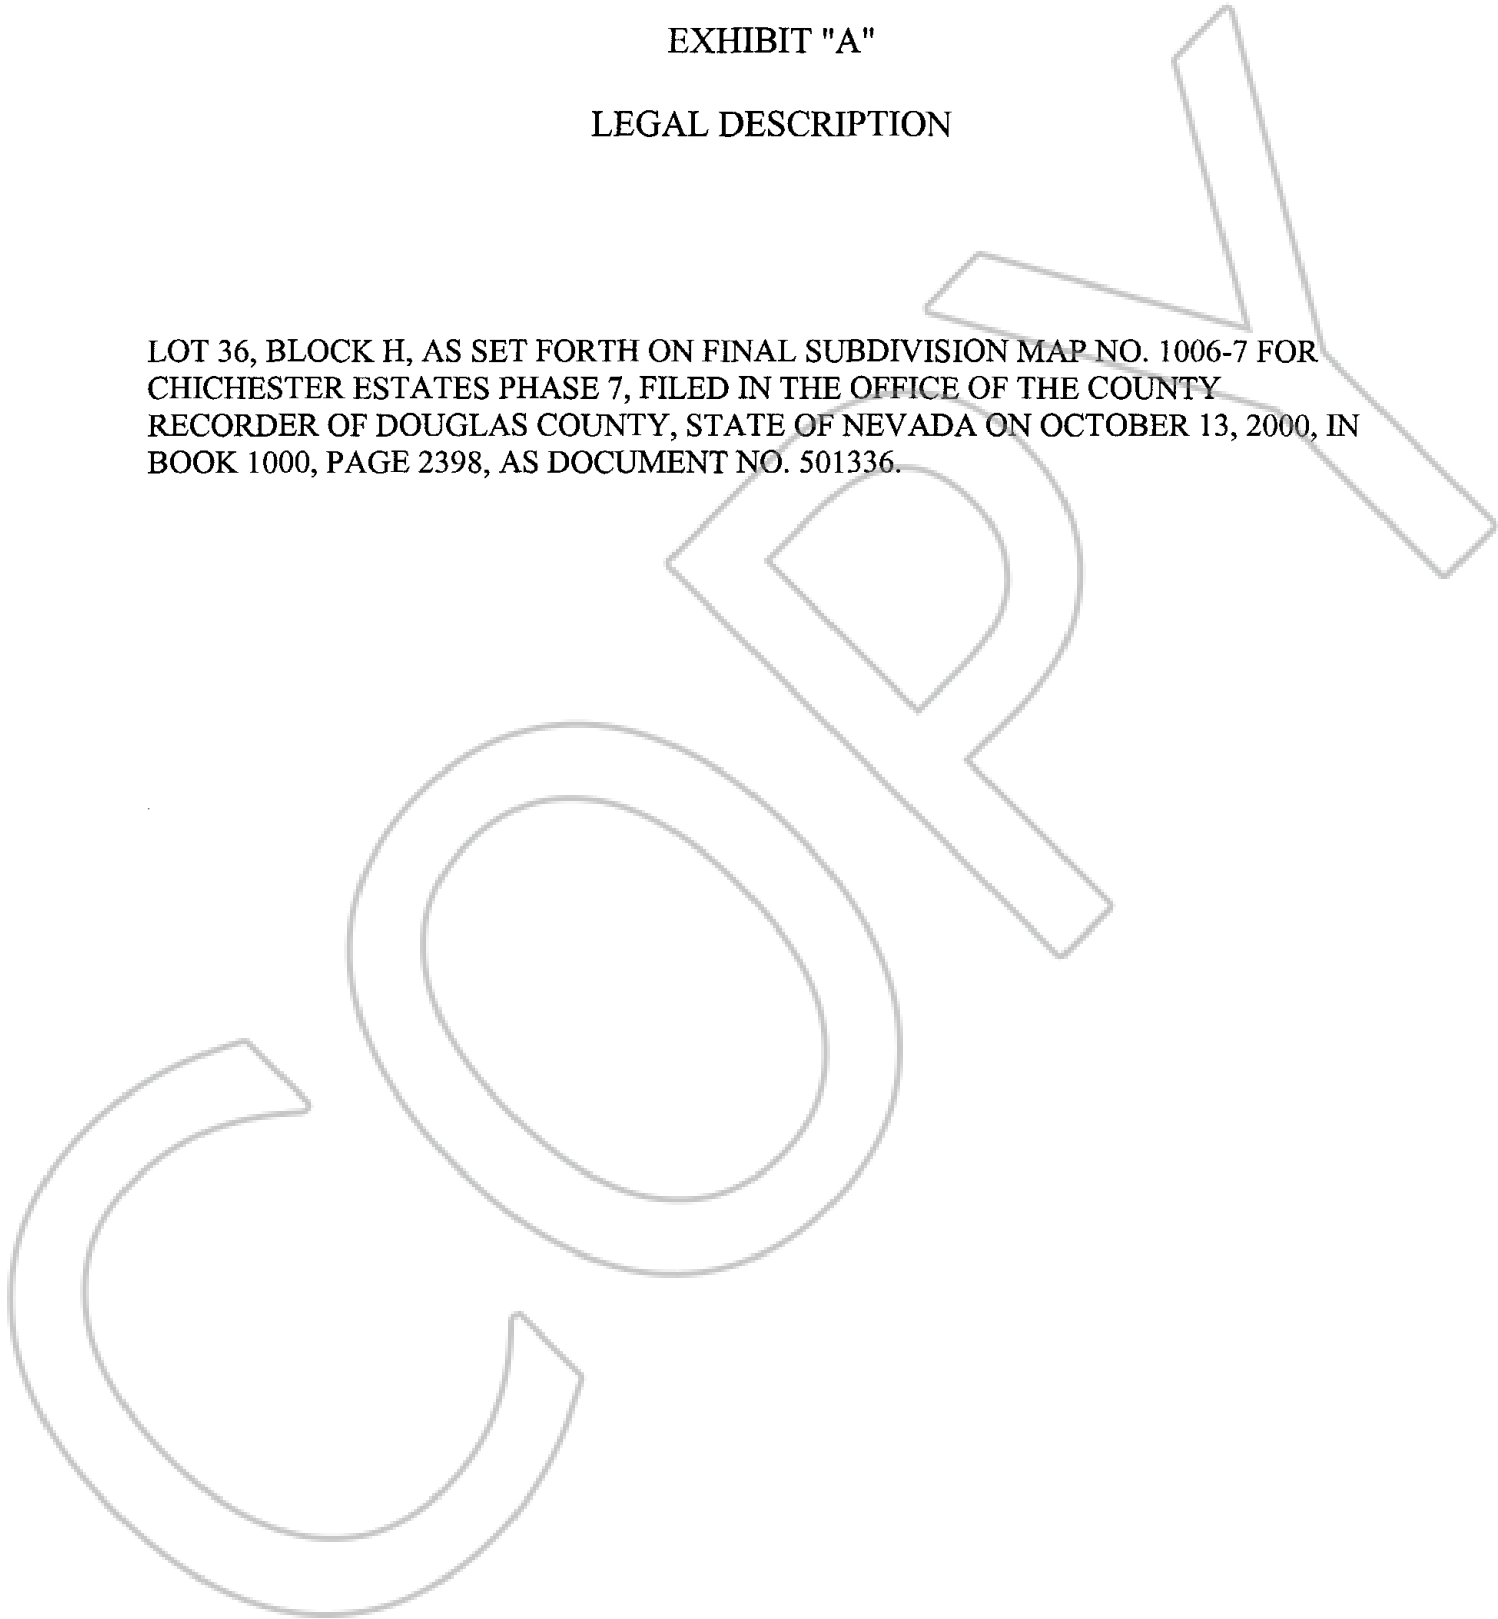 EXHIBIT "A"
LEGAL DESCRIPTION
LOT 36, BLOCK H, AS SET FORTH ON FINAL SUBDIVISION MAP NO. 1006-7 FOR
CHICHESTER ESTATES PHASE 7, FILED IN THE OFFICE OF THE COUNTY
RECORDER OF DOUGLAS COUNTY, STATE OF NEVADA ON OCTOBER 13, 2000, IN
BOOK 1000, PAGE 2398, AS DOCUMENT NO. 501336.
COPY